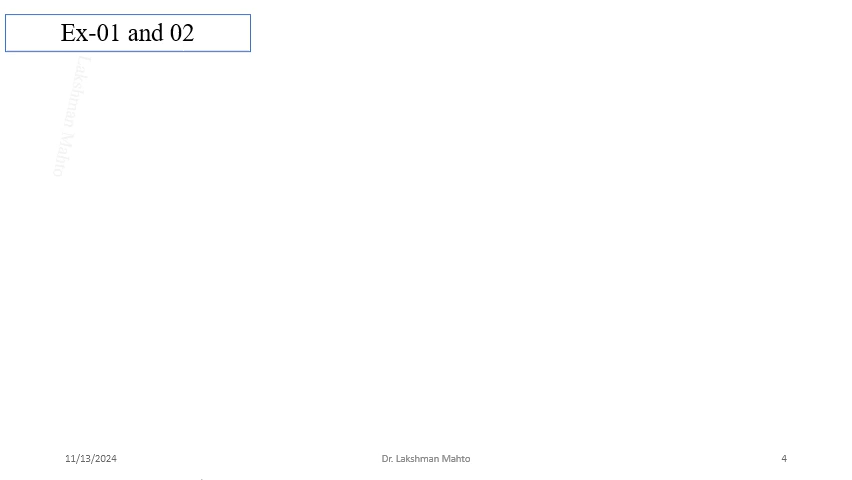 Ex-01 and 02
Lakshman Mahto
11/13/2024
Dr. Lakshman Mahto
4